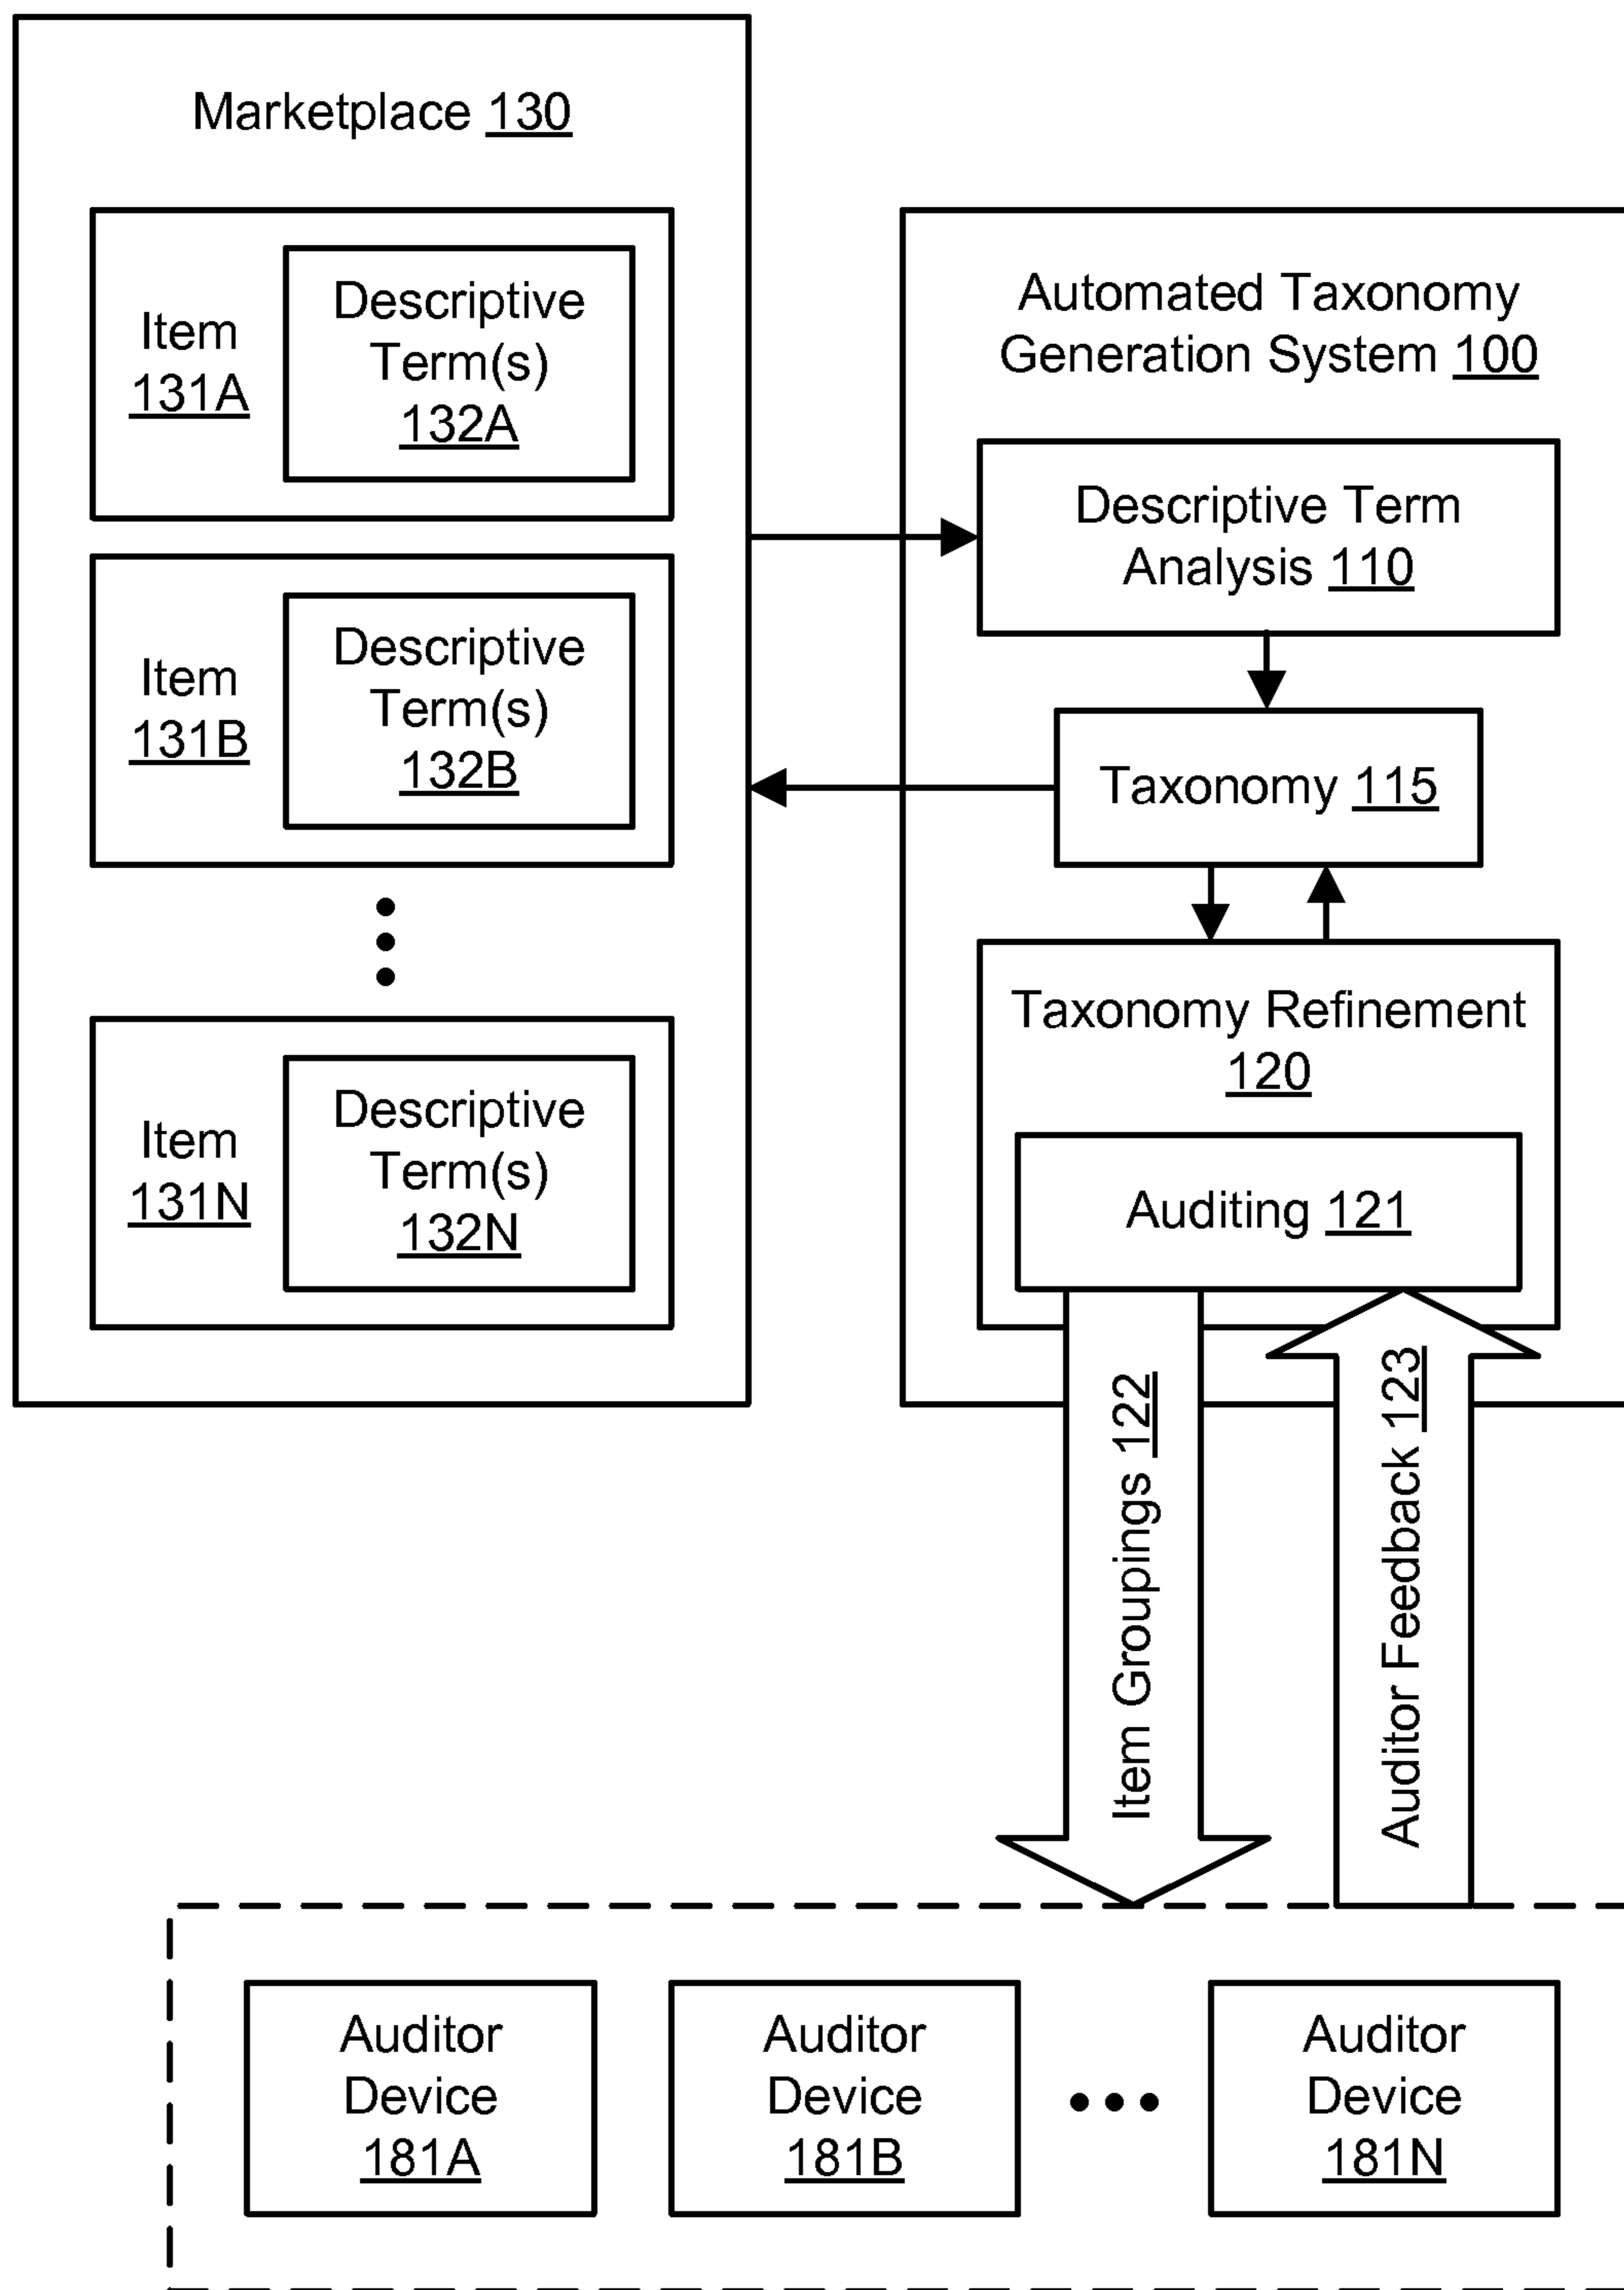 Marketplace 130
Item
131A
Descriptive
Term(s)
132A
Item
131B
Descriptive
Term(s)
132B
Item
131N
Descriptive
Term(s)
132N
Automated Taxonomy
Generation System 100
Descriptive Term
Analysis 110
Taxonomy 115
Taxonomy Refinement
120
Auditing 121
Item Groupings 122
Auditor Feedback 123
Auditor
Device
181A
Auditor
Device
181B
Auditor
Device
181N